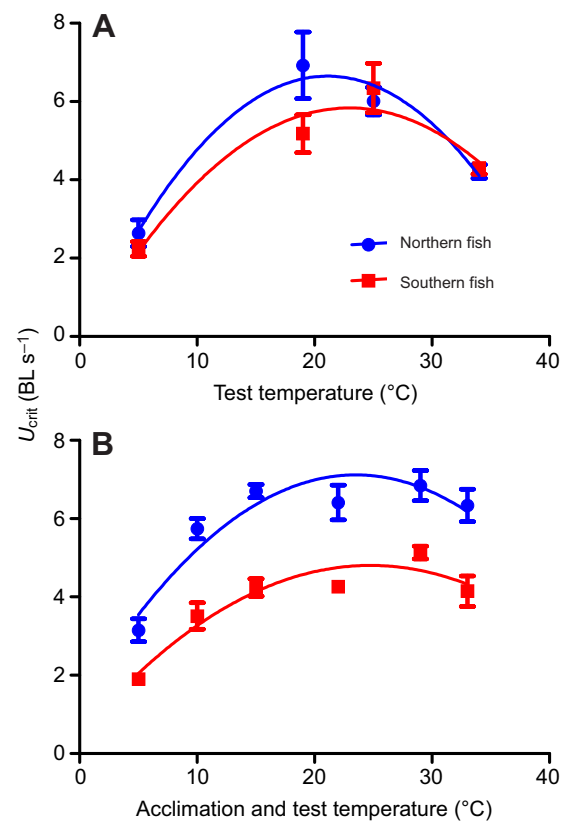 A
8
6
4
2
0
0 10 20 30 40
Northern fish
Southern fish
Test temperature (°C)
Ucrit (BL s−1)
B
8
6
4
2
0
0 10 20 30 40
Acclimation and test temperature (°C)